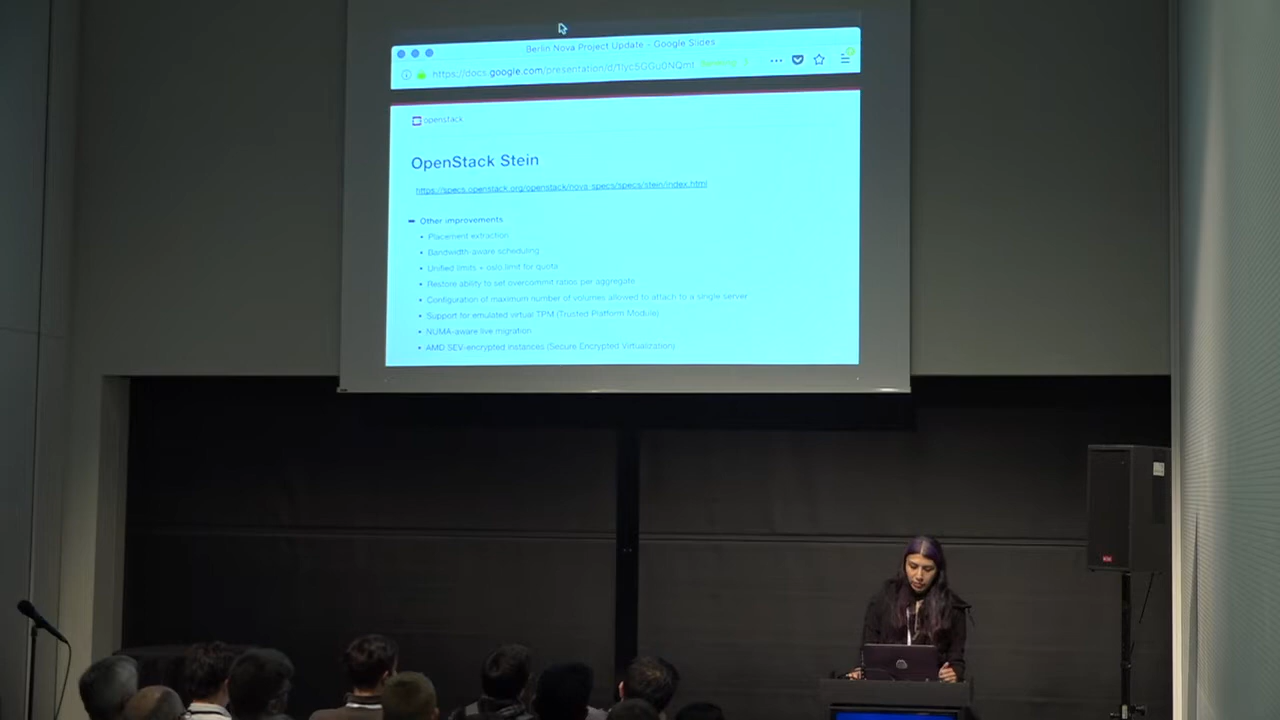 Berlin Nova Project Update - Google Slides
https://docs.google.com/presentation/d/1Iyc5GGu0NQmt
openstack
OpenStack Stein
https://specs.openstack.org/openstack/nova_specs/specs/stein/index.html
Other improvements
Placement extraction
Bandwidth-aware scheduling
Unified limits + oslo.limit for quota
Restore ability to set overcommit ratios per aggregate
Configuration of maximum number of volumes allowed to attach to a single server
Support for emulated virtual TPM (Trusted Platform Module)
NUMA-aware live migration
AMD SEV-encrypted instances (Secure Encrypted Virtualization)